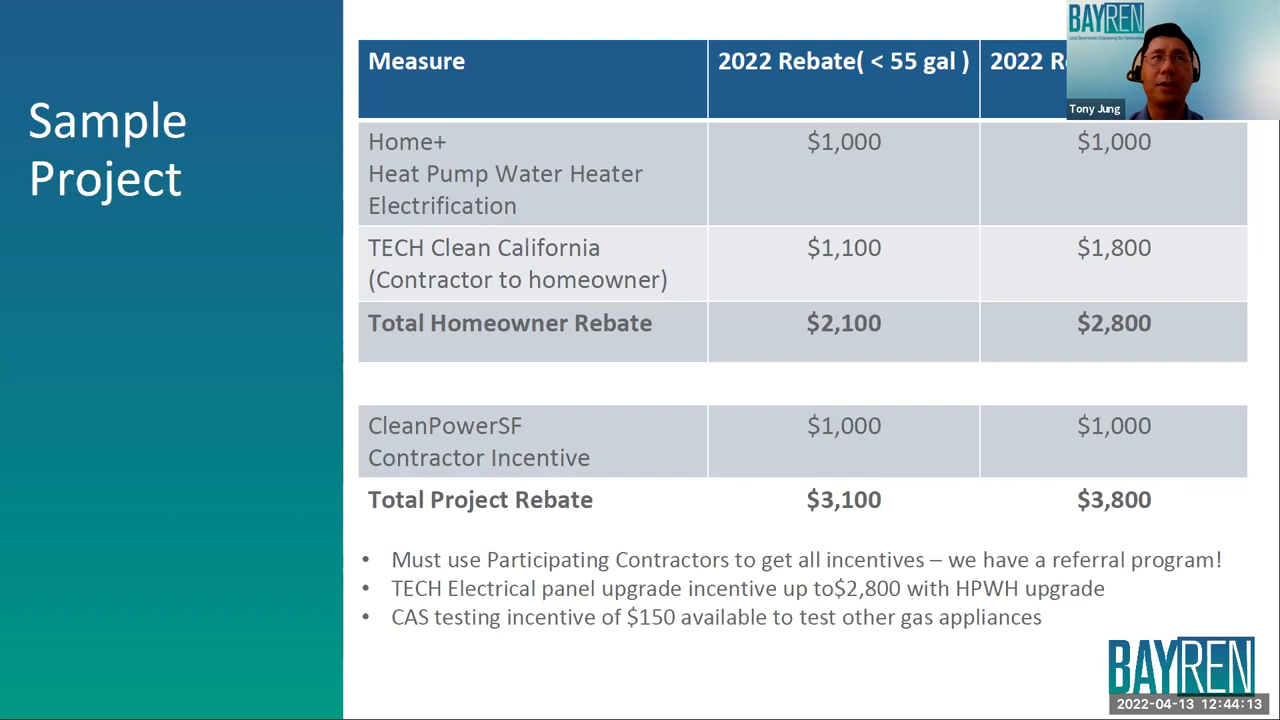 Sample
Project
Measure
2022 Rebate( < 55 gal )
2022 R
BAYREN
Tony Jung
Home+
Heat Pump Water Heater
Electrification
$1,000
$1,000
TECH Clean California
(Contractor to homeowner)
$1,100
$1,800
Total Homeowner Rebate
$2,100
$2,800
CleanPowerSF
Contractor Incentive
$1,000
$1,000
Total Project Rebate
$3,100
$3,800
• Must use Participating Contractors to get all incentives – we have a referral program!
• TECH Electrical panel upgrade incentive up to$2,800 with HPWH upgrade
• CAS testing incentive of $150 available to test other gas appliances
BAYREN
2022-04-13 12:44:13